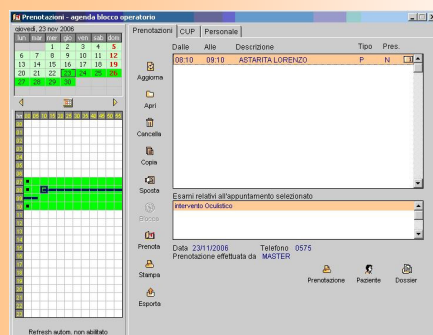 Prenotazioni - agenda blocco operatorio
giovedì, 23 nov 2006
lun mar mer gio ven sab dom
1 2 3 4 5
6 7 8 9 10 11 12
13 14 15 16 17 18 19
20 21 22 23 24 25 26
27 28 29 30
Refresh autom. non abilitato
Prenotazioni CUP Personale
Dalle Alle Descrizione Tipo Pres.
08:10 09:10 ASTARITA LORENZO P N
Aggiorna
Apri
Cancella
Copia
Sposta
Blocca
Prenota
Stampa
Esporta
Esami relativi all'appuntamento selezionato
intervento Oculistico
Data 23/11/2006 Telefono 0575
Prenotazione effettuata da MASTER
Prenotazione Paziente Dossier